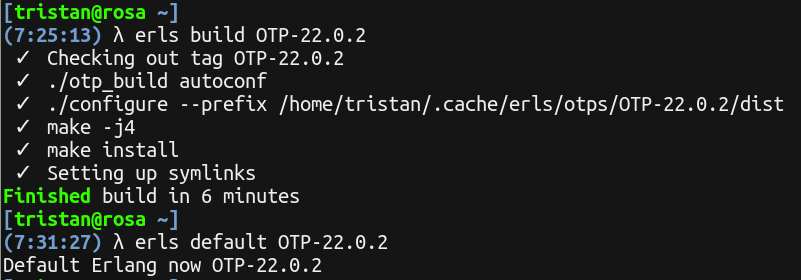 [tristan@rosa ~]
(7:25:13) λ erls build OTP-22.0.2
✓ Checking out tag OTP-22.0.2
✓ ./otp_build autoconf
✓ ./configure --prefix /home/tristan/.cache/erls/otps/OTP-22.0.2/dist
✓ make -j4
✓ make install
✓ Setting up symlinks
Finished build in 6 minutes
[tristan@rosa ~]
(7:31:27) λ erls default OTP-22.0.2
Default Erlang now OTP-22.0.2